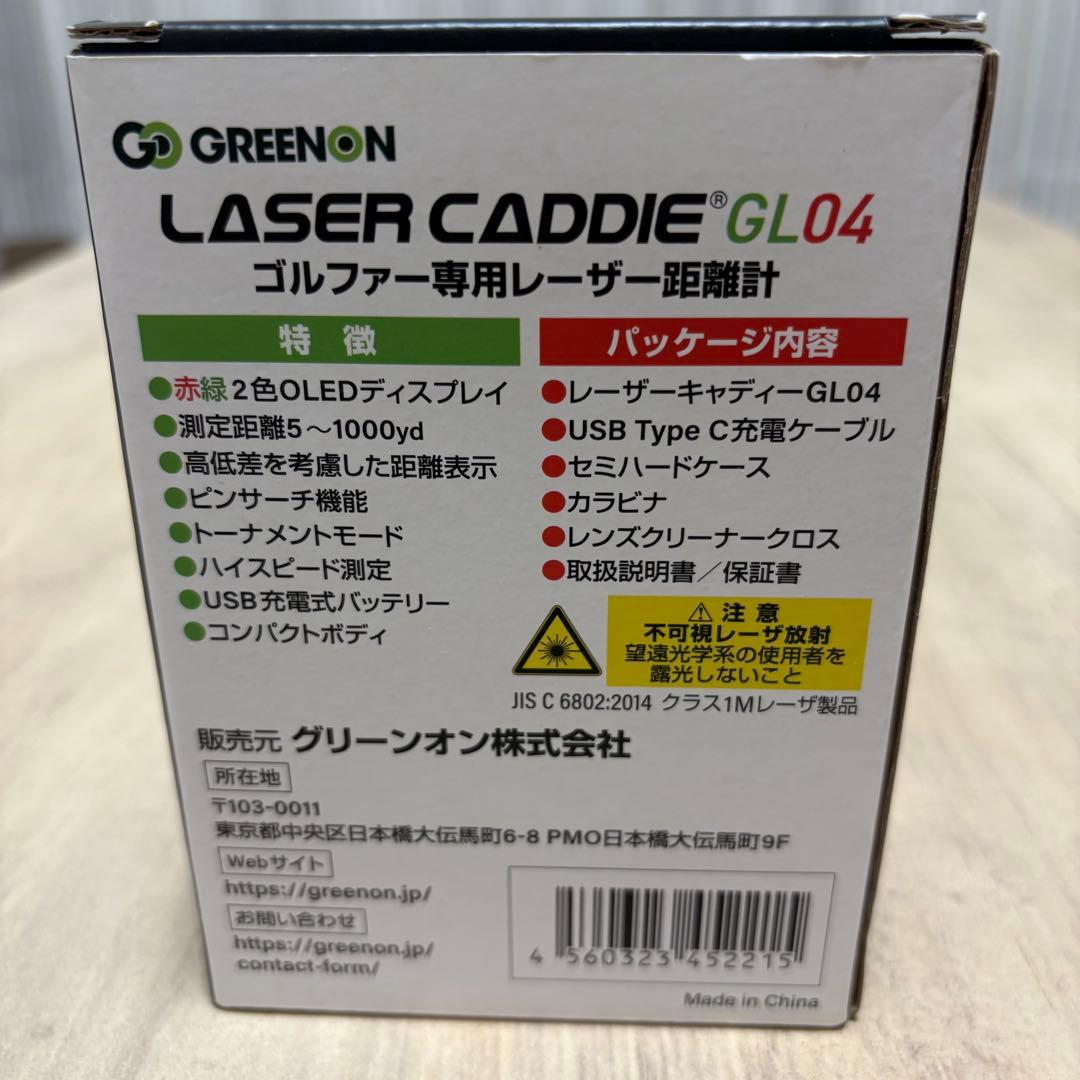 GREENON
LASER CADDIE® GL04
ゴルファー専用レーザー距離計
特 徴
●赤緑2色OLEDディスプレイ
●測定距離5～1000yd
●高低差を考慮した距離表示
●ピンサーチ機能
●トーナメントモード
●ハイスピード測定
●USB充電式バッテリー
●コンパクトボディ
パッケージ内容
●レーザーキャディーGL04
●USB Type C充電ケーブル
●セミハードケース
●カラビナ
●レンズクリーナークロス
●取扱説明書／保証書
⚠ 注 意
不可視レーザ放射
望遠光学系の使用者を
露光しないこと
JIS C 6802:2014 クラス1Mレーザ製品
販売元 グリーンオン株式会社
所在地
〒103-0011
東京都中央区日本橋大伝馬町6-8 PMO日本橋大伝馬町9F
Webサイト
https://greenon.jp/
お問い合わせ
https://greenon.jp/
contact-form/
4 560323 452215
Made in China